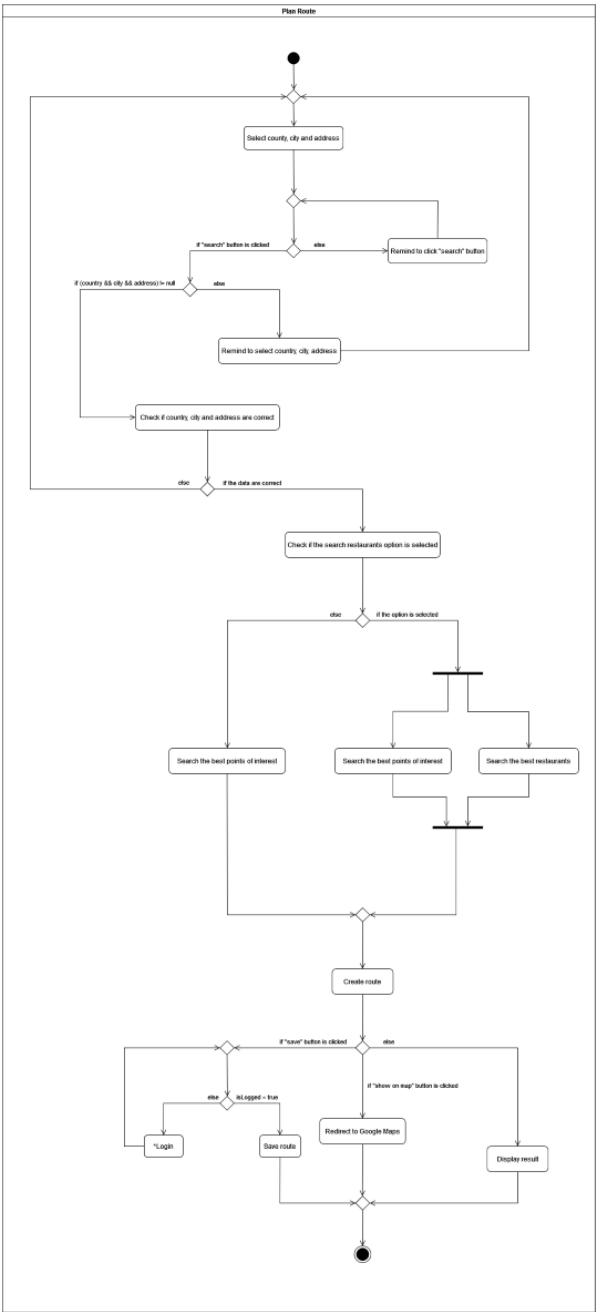 Plan Route
Select county, city and address
if "search" button is clicked
else
Remind to click "search" button
if (country && city && address) != null
else
Remind to select country, city, address
Check if country, city and address are correct
else
if the data are correct
Check if the search restaurants option is selected
else
if the option is selected
Search the best points of interest
Search the best points of interest
Search the best restaurants
Create route
if "save" button is clicked
else
if "show on map" button is clicked
else
isLogged = true
Redirect to Google Maps
*Login
Save route
Display result